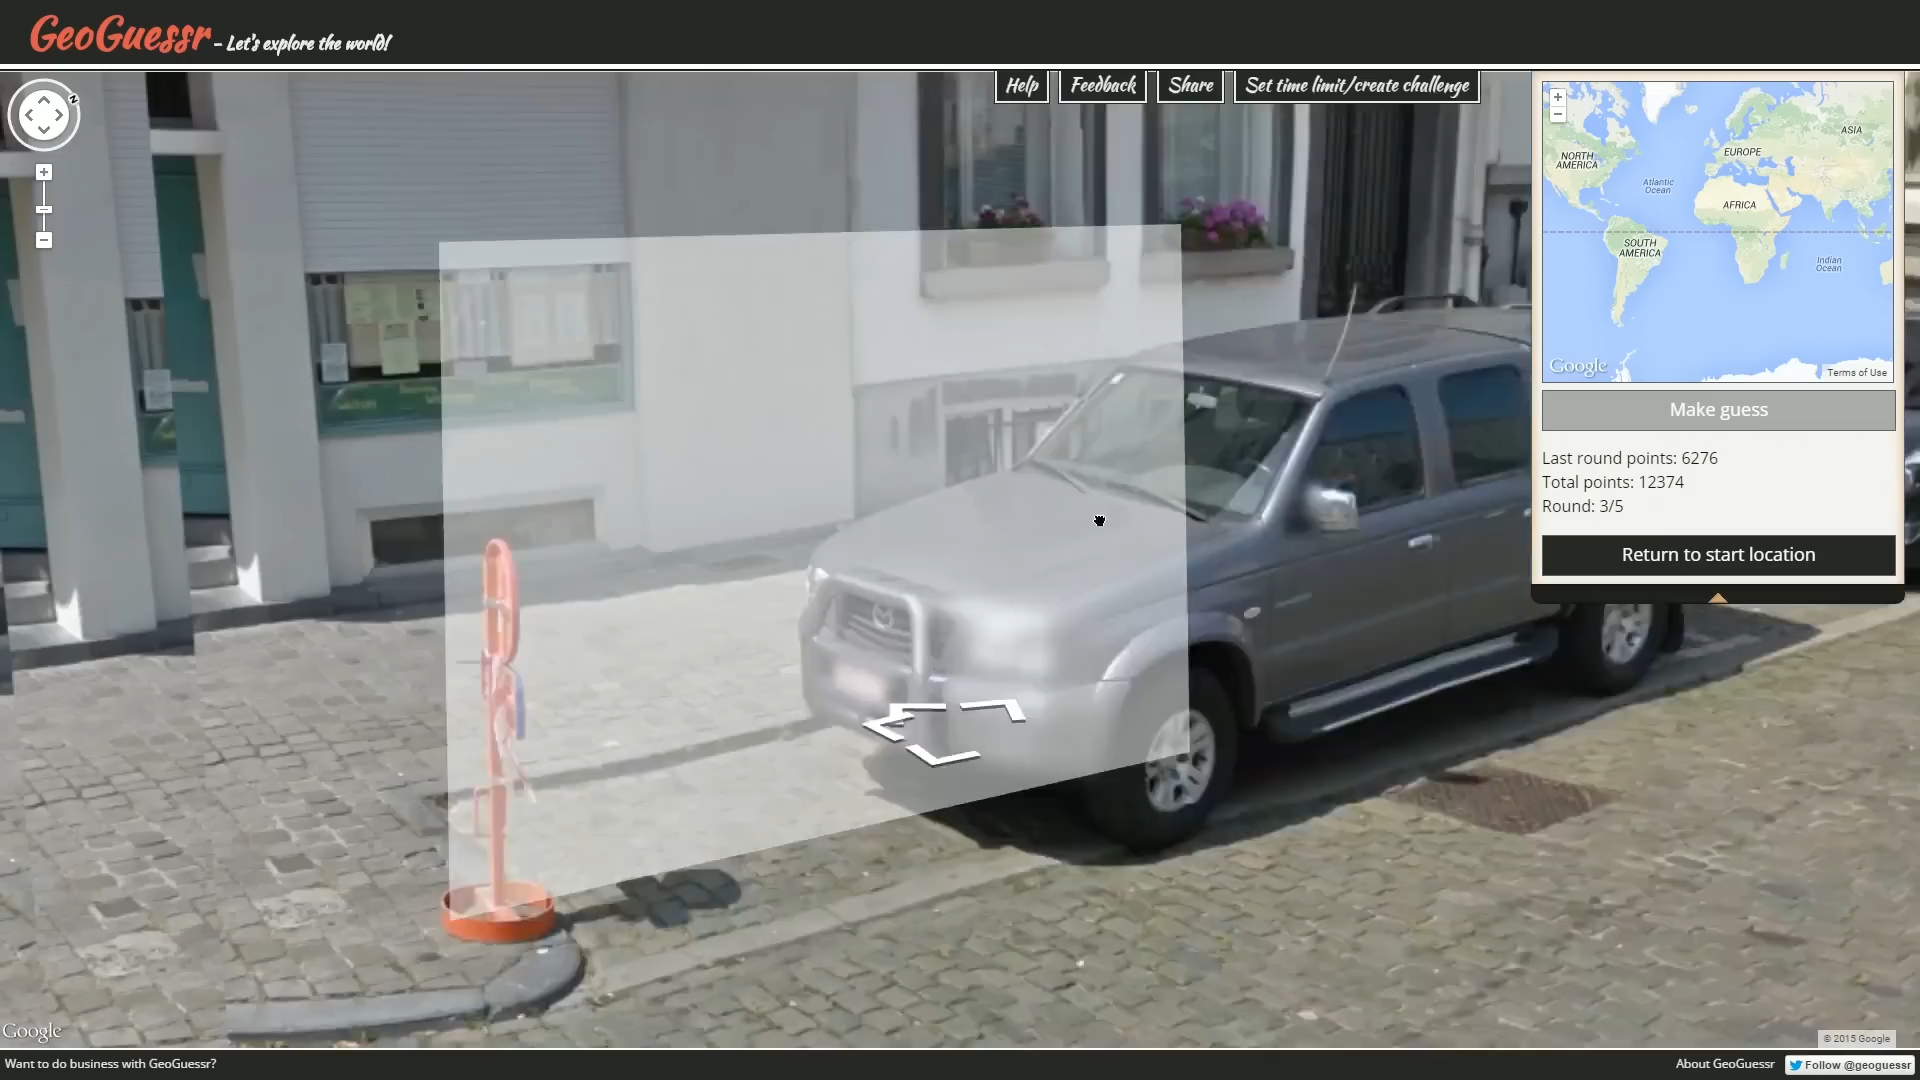 GeoGuessr - Let's explore the world!
Help
Feedback
Share
Set time limit/create challenge
N
+
−
+
−
NORTH AMERICA
EUROPE
ASIA
Atlantic Ocean
AFRICA
SOUTH AMERICA
Indian Ocean
Google
Terms of Use
Make guess
Last round points: 6276
Total points: 12374
Round: 3/5
Return to start location
Google
© 2015 Google
Want to do business with GeoGuessr?
About GeoGuessr
Follow @geoguessr